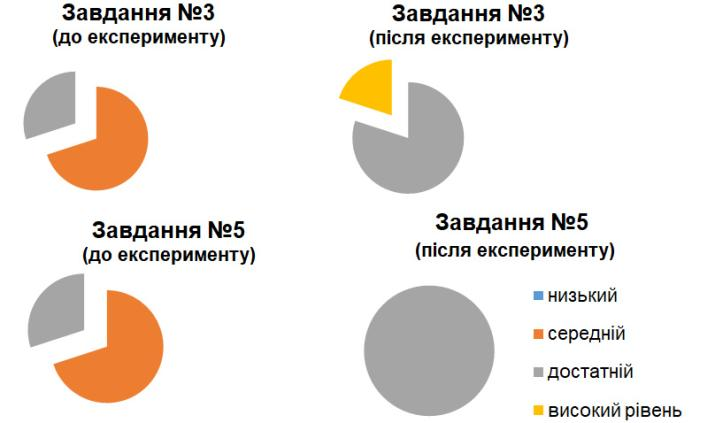 Завдання №3
(до експерименту)
Завдання №3
(після експерименту)
Завдання №5
(до експерименту)
Завдання №5
(після експерименту)
низький
середній
достатній
високий рівень